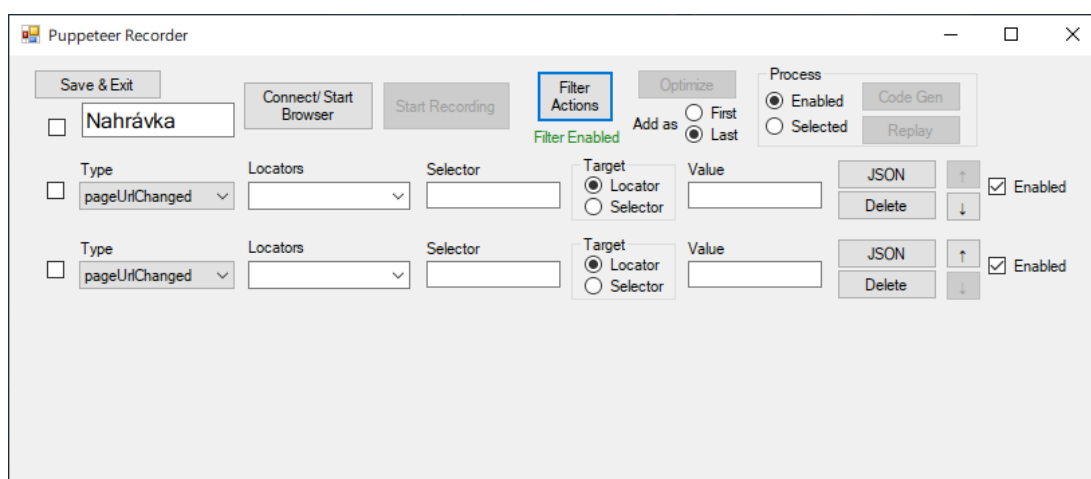 Puppeteer Recorder
Save & Exit
Nahrávka
Connect/ Start
Browser
Start Recording
Filter
Actions
Filter Enabled
Optimize
Add as
First
Last
Process
Enabled
Selected
Code Gen
Replay
Type
pageUrlChanged
Locators
Selector
Target
Locator
Selector
Value
JSON
Delete
↑
↓
Enabled
Type
pageUrlChanged
Locators
Selector
Target
Locator
Selector
Value
JSON
Delete
↑
↓
Enabled